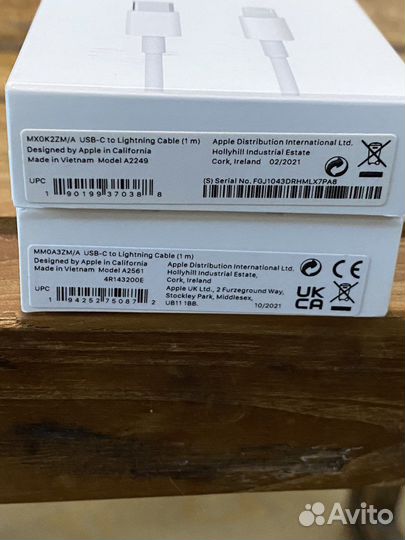 MX0K2ZM/A USB-C to Lightning Cable (1 m)
Designed by Apple in California
Made in Vietnam Model A2249
UPC
1 90199 37038 8
Apple Distribution International Ltd.
Hollyhill Industrial Estate
Cork, Ireland 02/2021
(S) Serial No. FGJ1043DRHMLX7PA8
MM0A3ZM/A USB-C to Lightning Cable (1 m)
Designed by Apple in California
Made in Vietnam Model A2561
4R143200E
UPC
1 94252 75087 2
Apple Distribution International Ltd.
Hollyhill Industrial Estate,
Cork, Ireland
Apple UK Ltd., 2 Furzeground Way,
Stockley Park, Middlesex,
UB11 1BB.
10/2021
CE
UK
CA
Avito